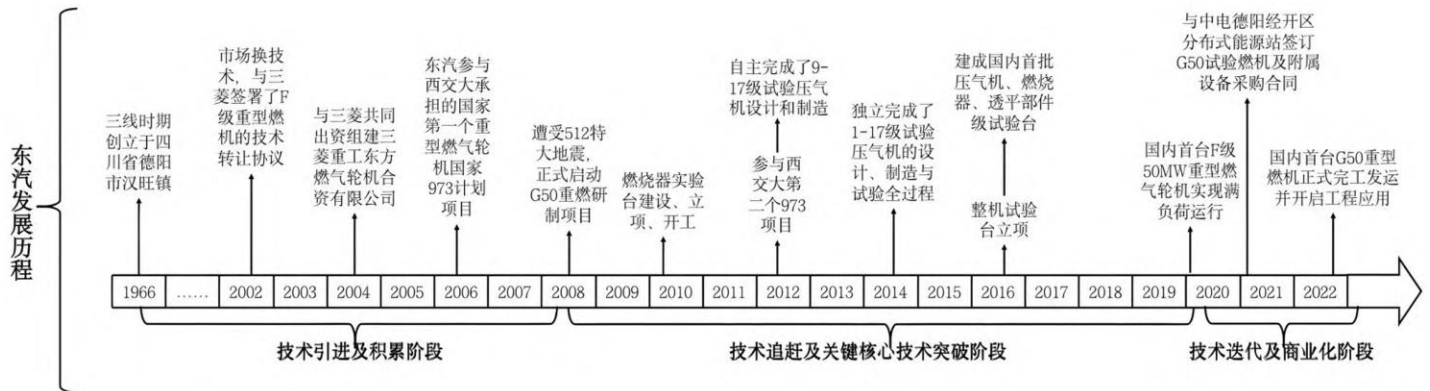 东汽发展历程
三线时期
创立于四
川省德阳
市汉旺镇
市场换技
术，与三
菱签署了F
级重型燃
机的技术
转让协议
与三菱共同
出资组建三
菱重工东方
燃气轮机合
资有限公司
东汽参与
西交大承
担的国家
第一个重
型燃气轮
机国家
973计划
项目
遭受512特
大地震，
正式启动
G50重燃研
制项目
燃烧器实验
台建设、立
项、开工
自主完成了9-
17级试验压气
机设计和制造
参与西
交大第
二个973
项目
独立完成了
1-17级试验
压气机的设
计、制造与
试验全过程
建成国内首批
压气机、燃烧
器、透平部件
级试验台
整机试验
台立项
国内首台F级
50MW重型燃
气轮机实现满
负荷运行
与中电德阳经开区
分布式能源站签订
G50试验燃机及附属
设备采购合同
国内首台G50重型
燃机正式完工发运
并开启工程应用
1966 …… 2002 2003 2004 2005 2006 2007 2008 2009 2010 2011 2012 2013 2014 2015 2016 2017 2018 2019 2020 2021 2022
技术引进及积累阶段 技术追赶及关键核心技术突破阶段 技术迭代及商业化阶段